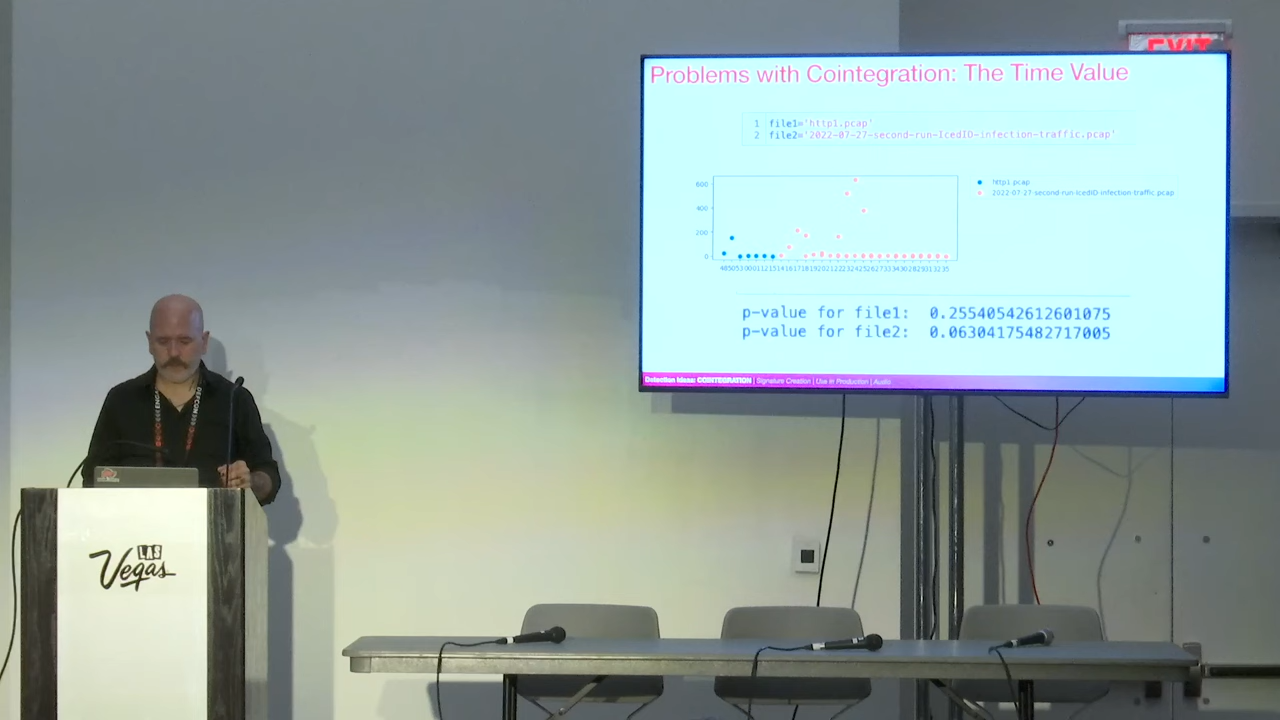 EXIT
Problems with Cointegration: The Time Value
1 file1='http1.pcap'
2 file2='2022-07-27-second-run-IcedID-infection-traffic.pcap'
600
400
200
0
http1.pcap
2022-07-27-second-run-IcedID-infection-traffic.pcap
p-value for file1: 0.25540542612601075
p-value for file2: 0.06304175482717005
Detection Ideas: COINTEGRATION | Signature Creation | Use in Production | Audio
LAS
Vegas